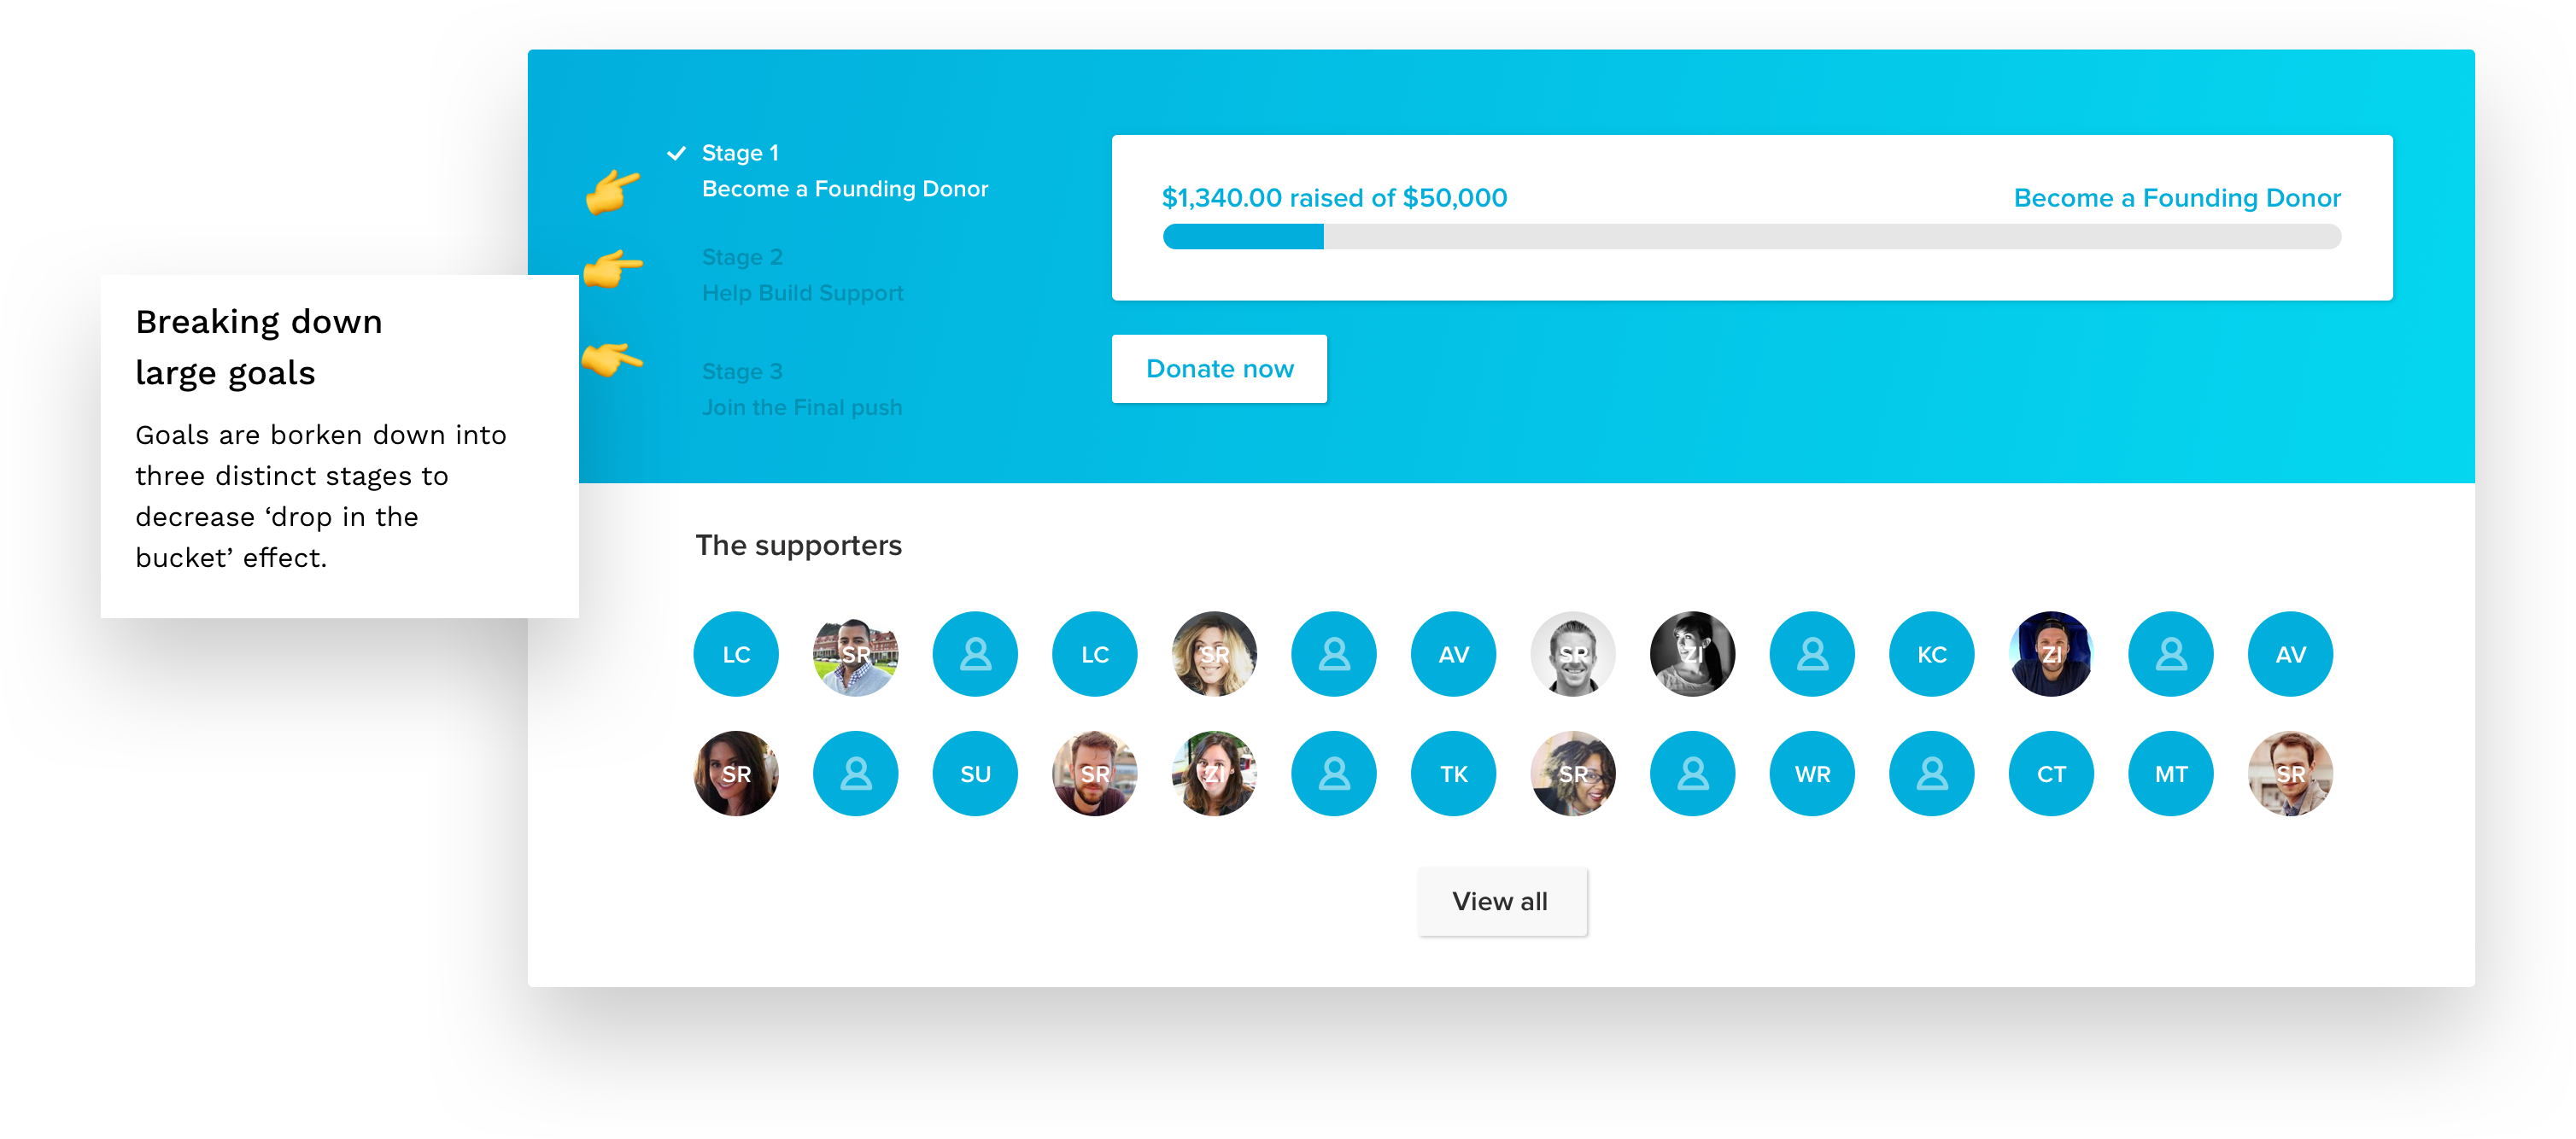 Breaking down
large goals
Goals are borken down into
three distinct stages to
decrease ‘drop in the
bucket’ effect.
Stage 1
Become a Founding Donor
Stage 2
Help Build Support
Stage 3
Join the Final push
$1,340.00 raised of $50,000
Become a Founding Donor
Donate now
The supporters
LC
SR
LC
SR
AV
SR
ZI
KC
ZI
AV
SR
SU
SR
ZI
TK
SR
WR
CT
MT
SR
View all